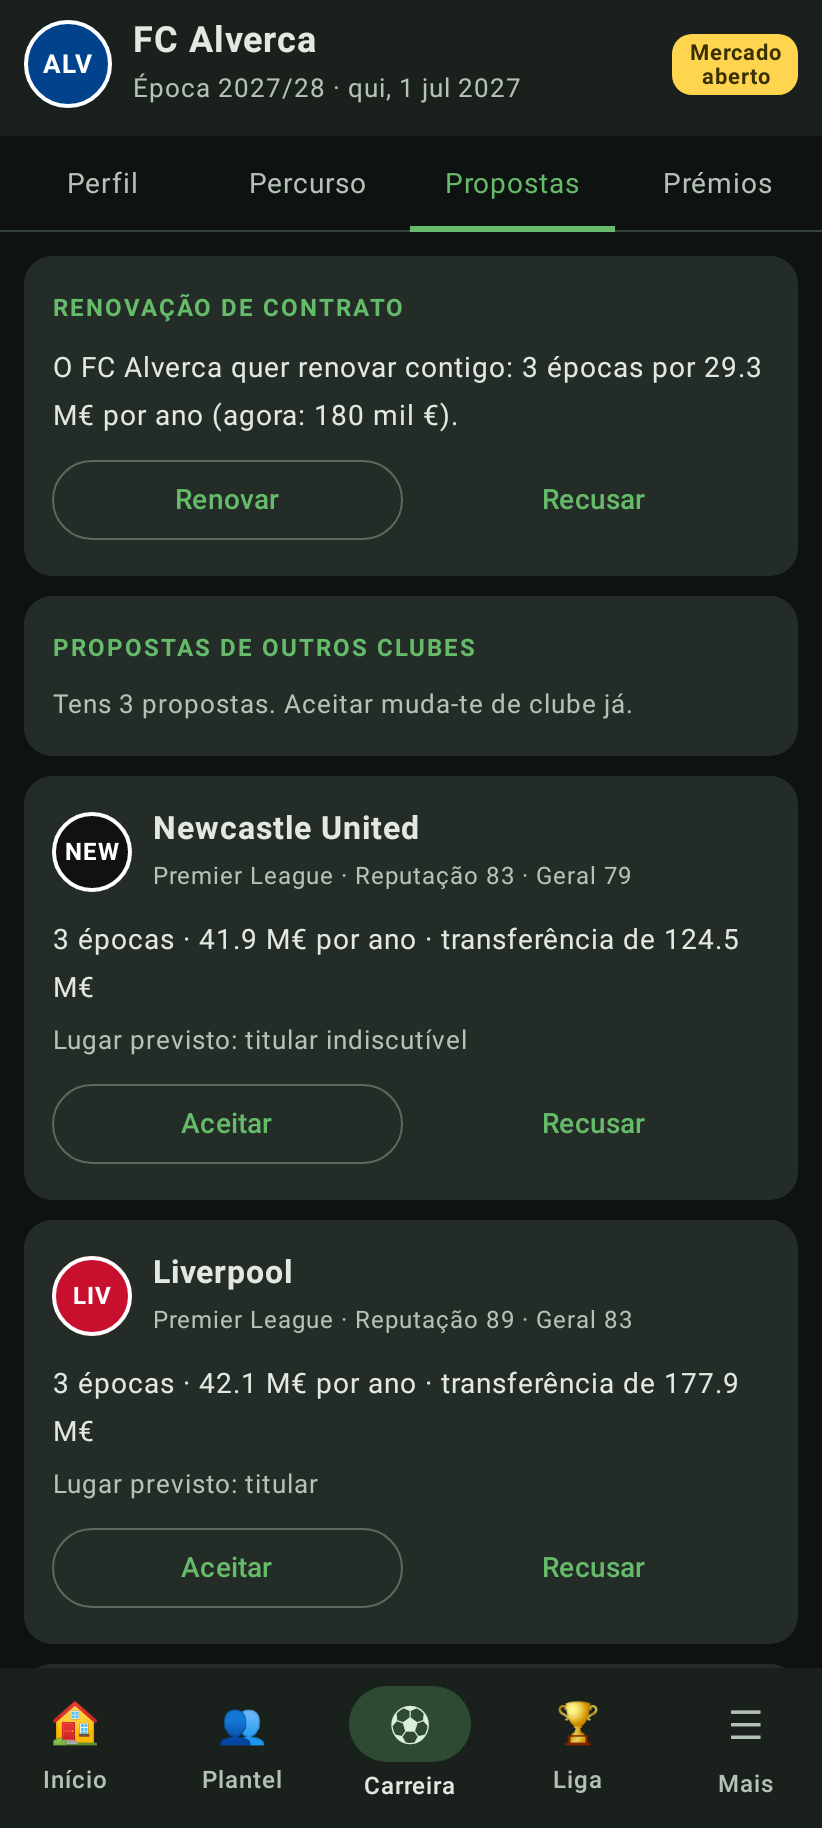 ALV
FC Alverca
Época 2027/28 · qui, 1 jul 2027
Mercado
aberto
Perfil
Percurso
Propostas
Prémios
RENOVAÇÃO DE CONTRATO
O FC Alverca quer renovar contigo: 3 épocas por 29.3
M€ por ano (agora: 180 mil €).
Renovar
Recusar
PROPOSTAS DE OUTROS CLUBES
Tens 3 propostas. Aceitar muda-te de clube já.
NEW
Newcastle United
Premier League · Reputação 83 · Geral 79
3 épocas · 41.9 M€ por ano · transferência de 124.5
M€
Lugar previsto: titular indiscutível
Aceitar
Recusar
LIV
Liverpool
Premier League · Reputação 89 · Geral 83
3 épocas · 42.1 M€ por ano · transferência de 177.9
M€
Lugar previsto: titular
Aceitar
Recusar
Início
Plantel
Carreira
Liga
Mais